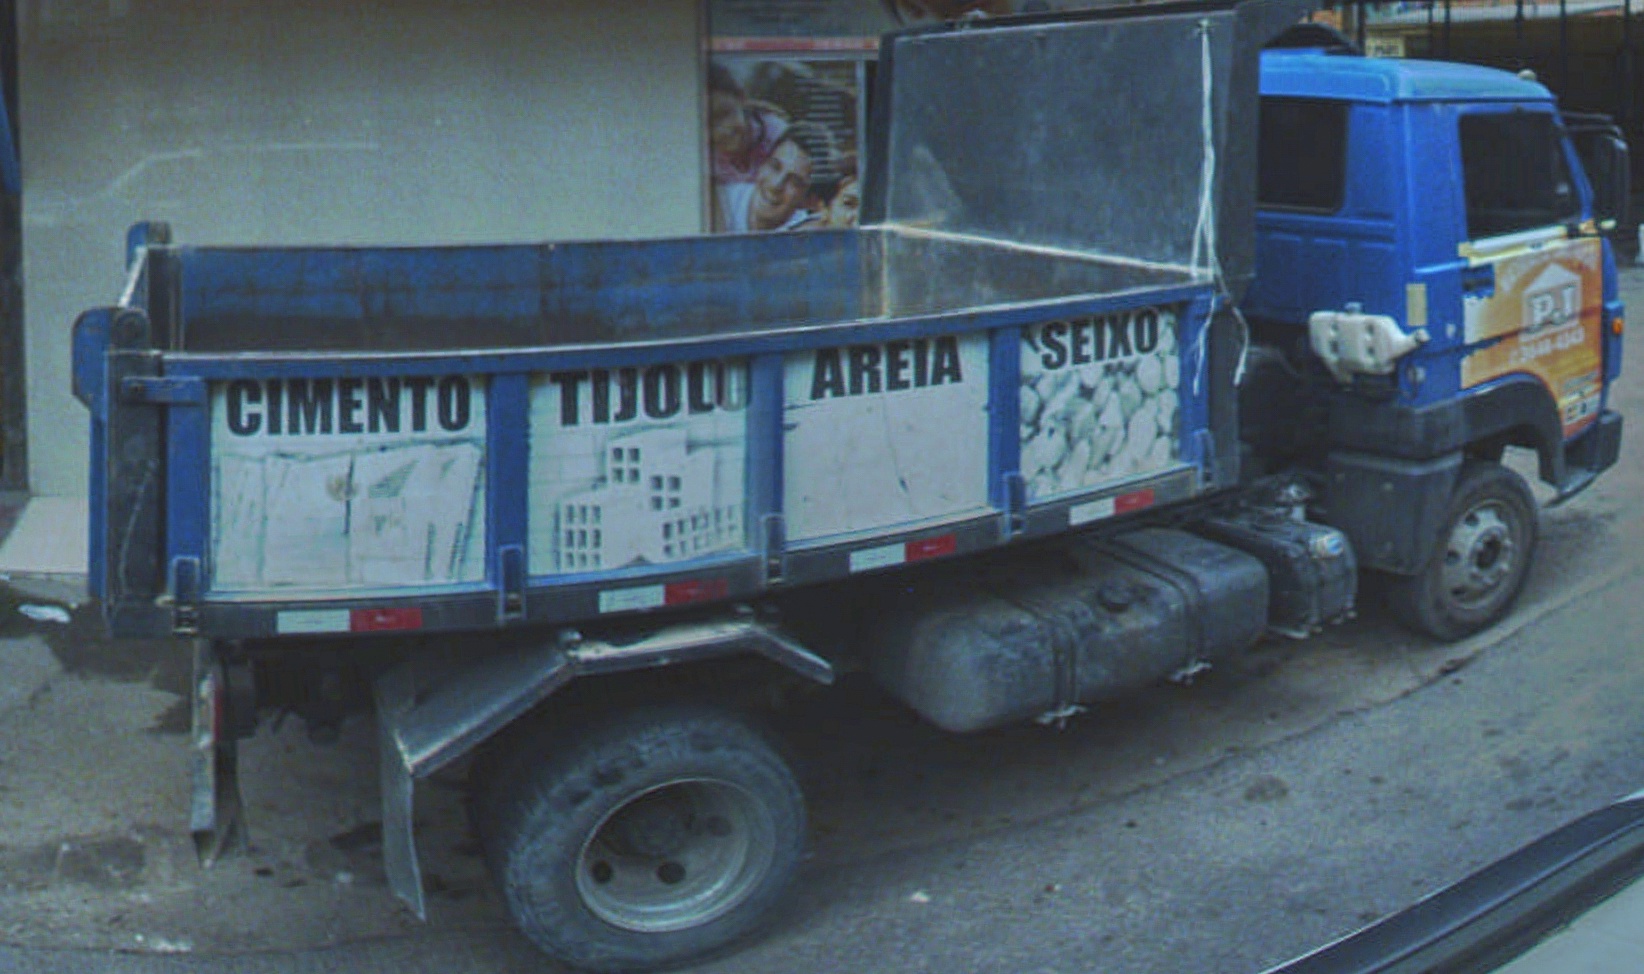 CIMENTO
TIJOLO
AREIA
SEIXO
PJ